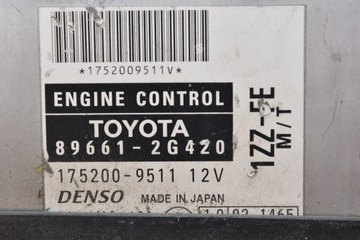 *1752009511V*
ENGINE CONTROL
TOYOTA
89661-2G420
175200-9511 12V
DENSO MADE IN JAPAN
1ZZ-FE
M/T